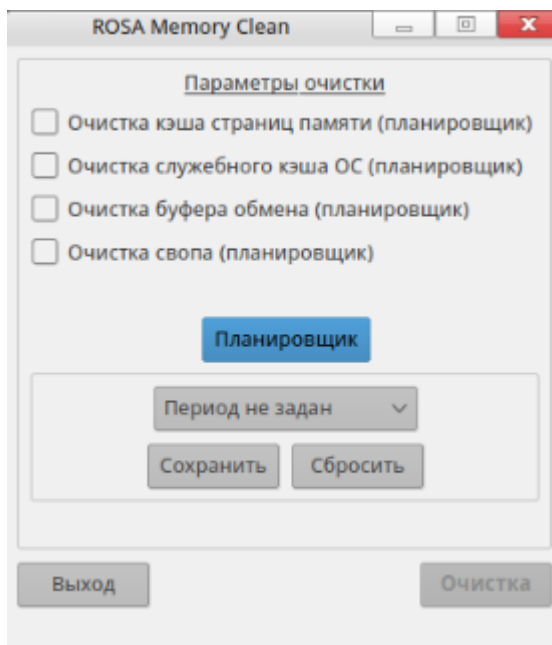 ROSA Memory Clean
Параметры очистки
Очистка кэша страниц памяти (планировщик)
Очистка служебного кэша ОС (планировщик)
Очистка буфера обмена (планировщик)
Очистка свопа (планировщик)
Планировщик
Период не задан
Сохранить Сбросить
Выход Очистка